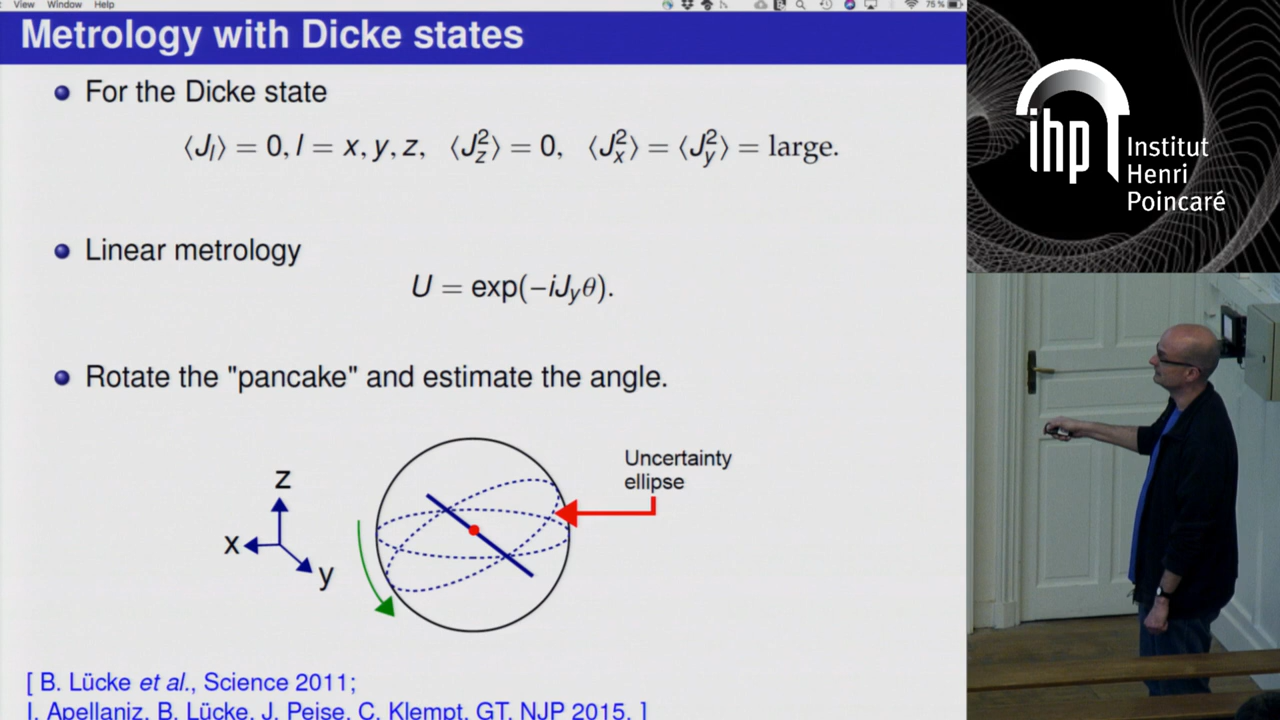 View Window Help
75 %
Metrology with Dicke states
For the Dicke state
⟨J_l⟩ = 0, l = x, y, z, ⟨J_z^2⟩ = 0, ⟨J_x^2⟩ = ⟨J_y^2⟩ = large.
Linear metrology
U = exp(−iJ_yθ).
Rotate the "pancake" and estimate the angle.
Uncertainty
ellipse
z
x
y
[ B. Lücke et al., Science 2011;
I. Apellaniz, B. Lücke, J. Peise, C. Klempt, GT, NJP 2015. ]
ihp
Institut
Henri
Poincaré